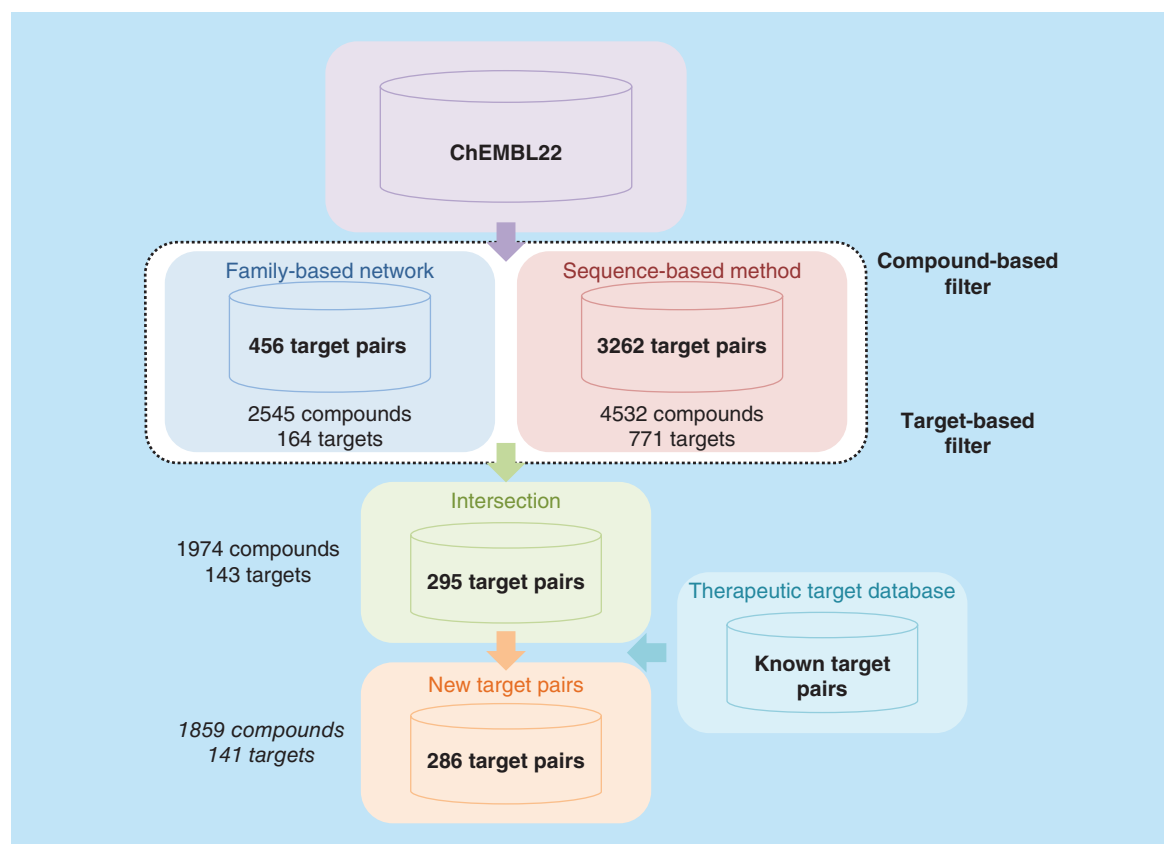 ChEMBL22
Family-based network
456 target pairs
2545 compounds
164 targets
Sequence-based method
3262 target pairs
4532 compounds
771 targets
Compound-based
filter
Target-based
filter
Intersection
295 target pairs
1974 compounds
143 targets
Therapeutic target database
Known target
pairs
New target pairs
286 target pairs
1859 compounds
141 targets